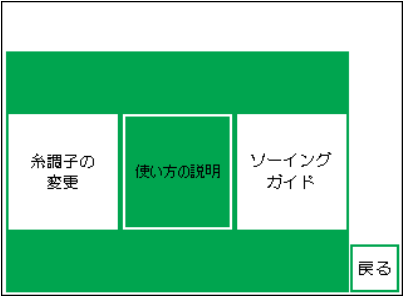 糸調子の
変更
使い方の説明
ソーイング
ガイド
戻る